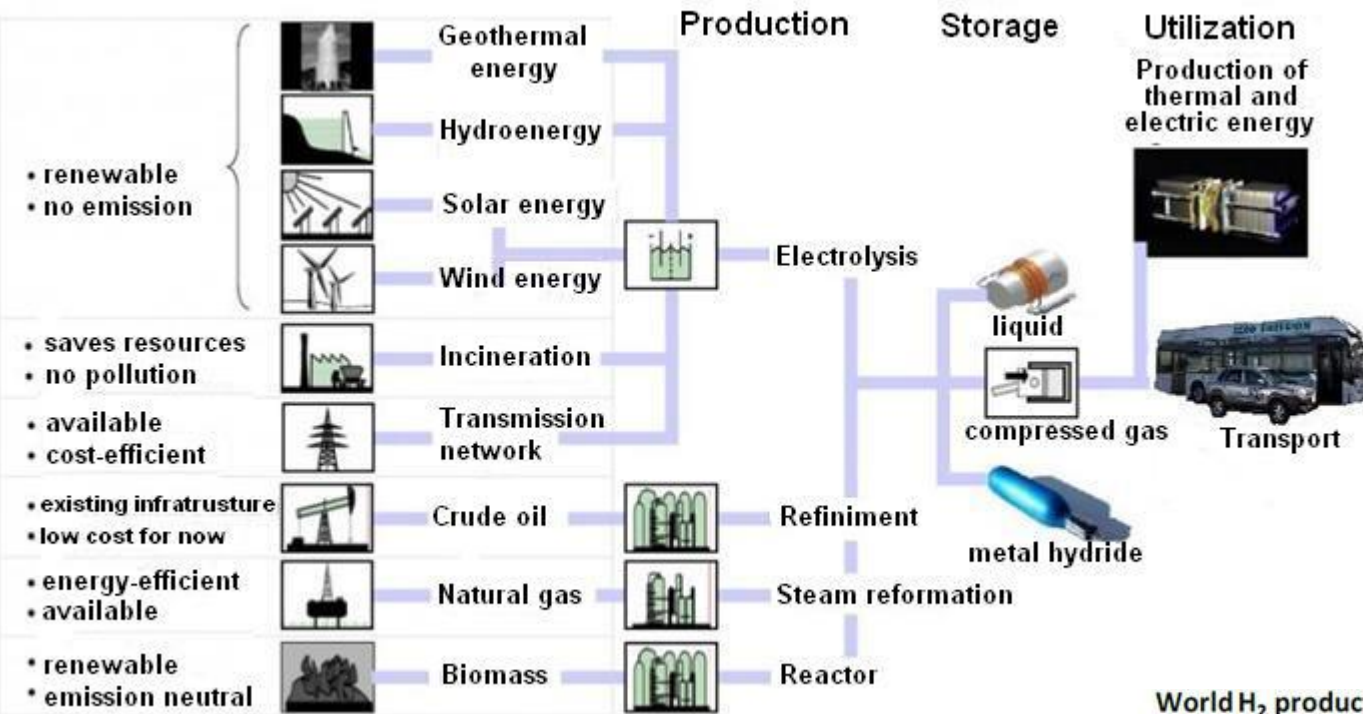 Production
Storage
Utilization
Geothermal
energy
Hydroenergy
• renewable
• no emission
Solar energy
Wind energy
Electrolysis
• saves resources
• no pollution
Incineration
• available
• cost-efficient
Transmission
network
• existing infratrusture
• low cost for now
Crude oil
Refiniment
• energy-efficient
• available
Natural gas
Steam reformation
• renewable
• emission neutral
Biomass
Reactor
liquid
compressed gas
metal hydride
Production of
thermal and
electric energy
Transport
World H₂ produc